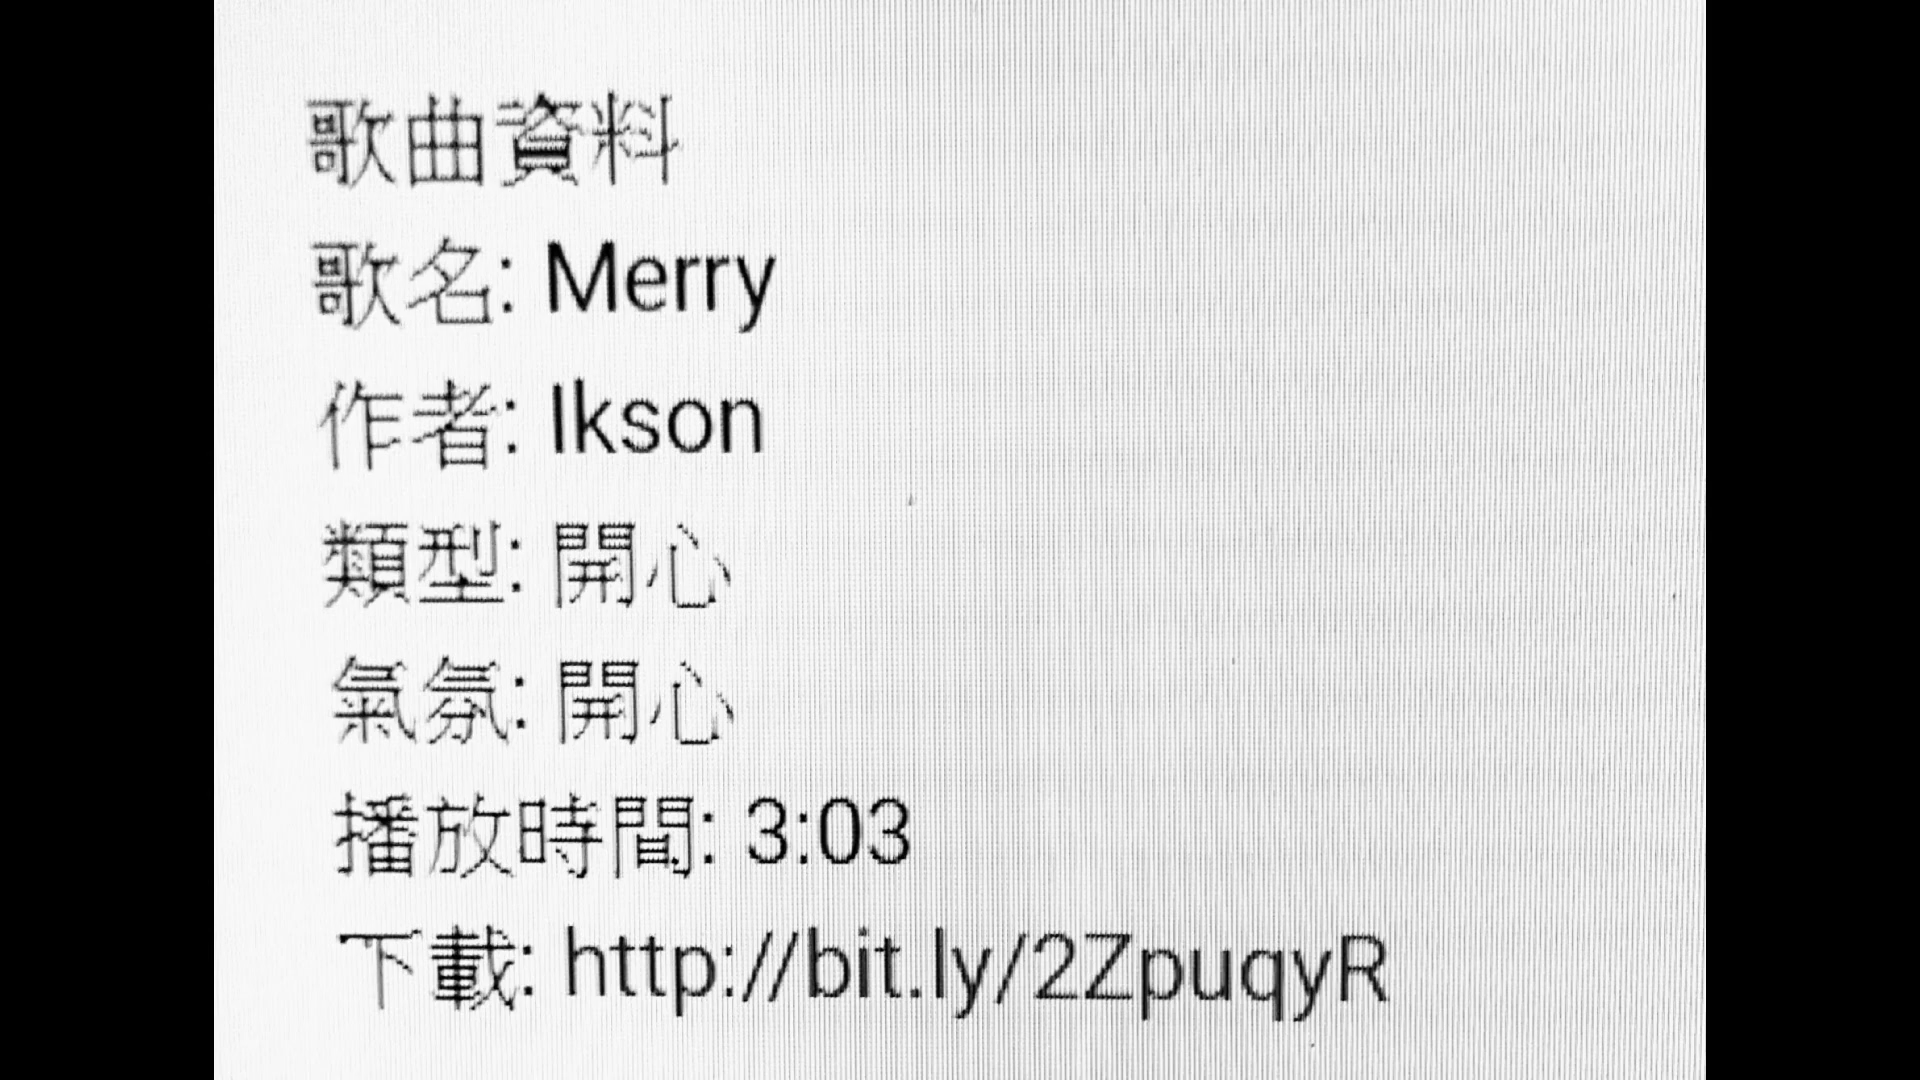 歌曲資料
歌名: Merry
作者: Ikson
類型: 開心
氣氛: 開心
播放時間: 3:03
下載: http://bit.ly/2ZpuqyR